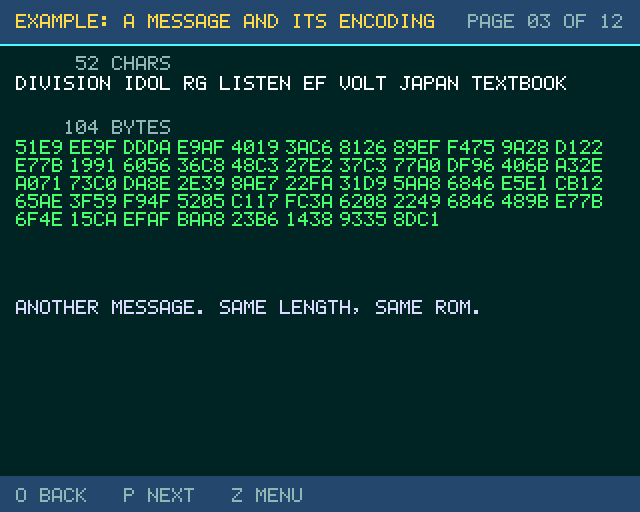 EXAMPLE: A MESSAGE AND ITS ENCODING PAGE 03 OF 12
52 CHARS
DIVISION IDOL RG LISTEN EF VOLT JAPAN TEXTBOOK
104 BYTES
51E9 EE9F DDDA E9AF 4019 3AC6 8126 89EF F475 9A28 D122
E77B 1991 6056 36C8 48C3 27E2 37C3 77A0 DF96 406B A32E
A071 73C0 DA8E 2E39 8AE7 22FA 31D9 5AA8 6846 E5E1 CB12
65AE 3F59 F94F 5205 C117 FC3A 6208 2249 6846 489B E77B
6F4E 15CA EFAF BAA8 23B6 1438 9335 8DC1
ANOTHER MESSAGE. SAME LENGTH, SAME ROM.
O BACK P NEXT Z MENU